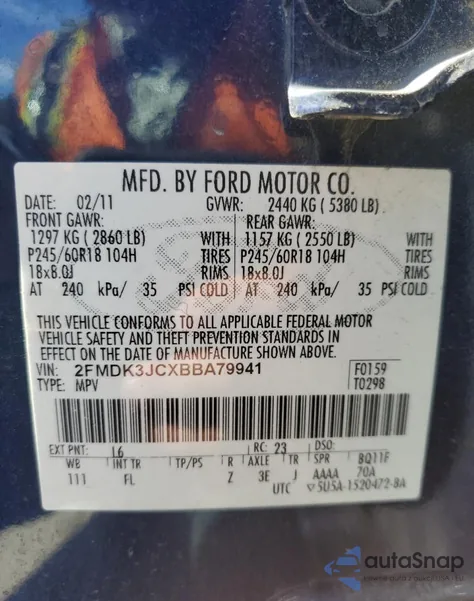 MFD. BY FORD MOTOR CO.
DATE: 02/11 GVWR: 2440 KG ( 5380 LB)
FRONT GAWR: REAR GAWR:
1297 KG ( 2860 LB) WITH 1157 KG ( 2550 LB) WITH
P245/60R18 104H TIRES P245/60R18 104H TIRES
18x8.0J RIMS 18x8.0J RIMS
AT 240 kPa/ 35 PSI COLD AT 240 kPa/ 35 PSI COLD
THIS VEHICLE CONFORMS TO ALL APPLICABLE FEDERAL MOTOR
VEHICLE SAFETY AND THEFT PREVENTION STANDARDS IN
EFFECT ON THE DATE OF MANUFACTURE SHOWN ABOVE.
VIN: 2FMDK3JCXBBA79941 F0159
TYPE: MPV T0298
EXT PNT: L6 RC: 23 DSO:
WB INT TR TP/PS R AXLE TR SPR BQ11F
111 FL Z 3E J AAAA 70A
UTC 5U5A-1520472-BA
autoSnap